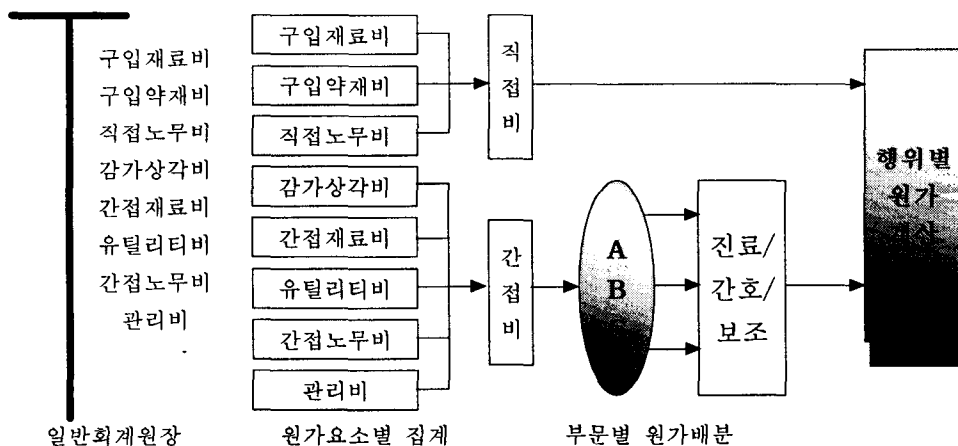 구입재료비
구입약재비
직접노무비
감가상각비
간접재료비
유틸리티비
간접노무비
관리비
일반회계원장
구입재료비
구입약재비
직접노무비
감가상각비
간접재료비
유틸리티비
간접노무비
관리비
원가요소별 집계
직
접
비
간
접
비
A
B
진료/
간호/
보조
부문별 원가배분
행위별
원가